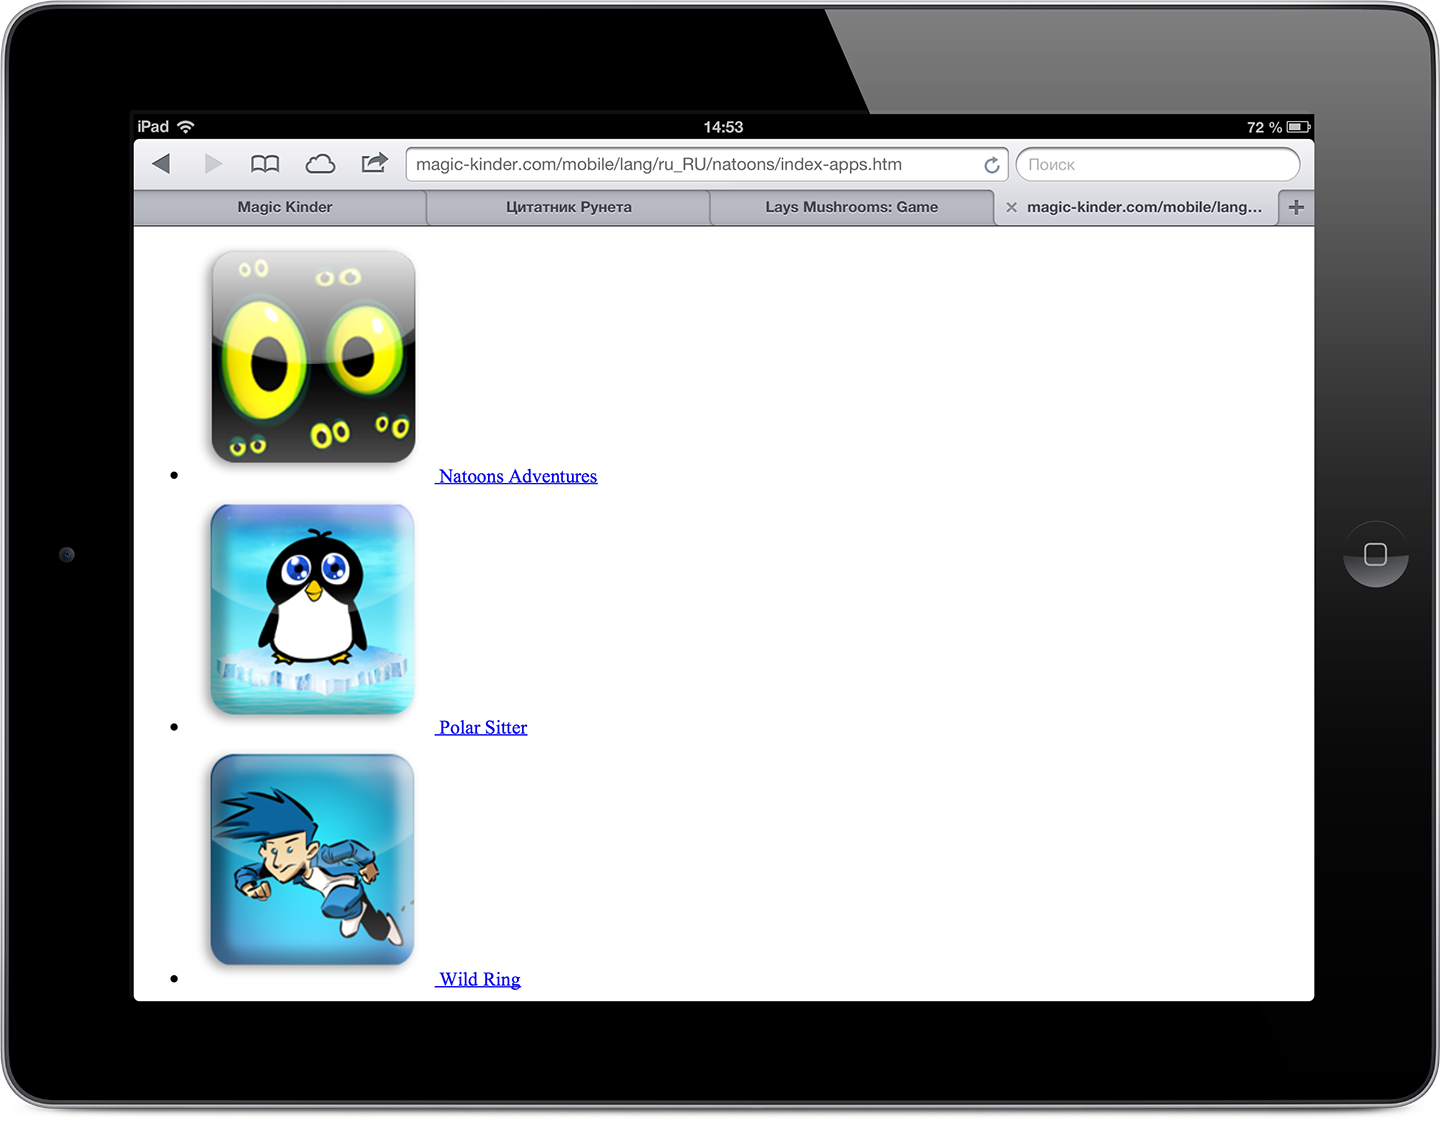 iPad 14:53 72 %
magic-kinder.com/mobile/lang/ru_RU/natoons/index-apps.htm Поиск
Magic Kinder Цитатник Рунета Lays Mushrooms: Game magic-kinder.com/mobile/lang...
Natoons Adventures
Polar Sitter
Wild Ring